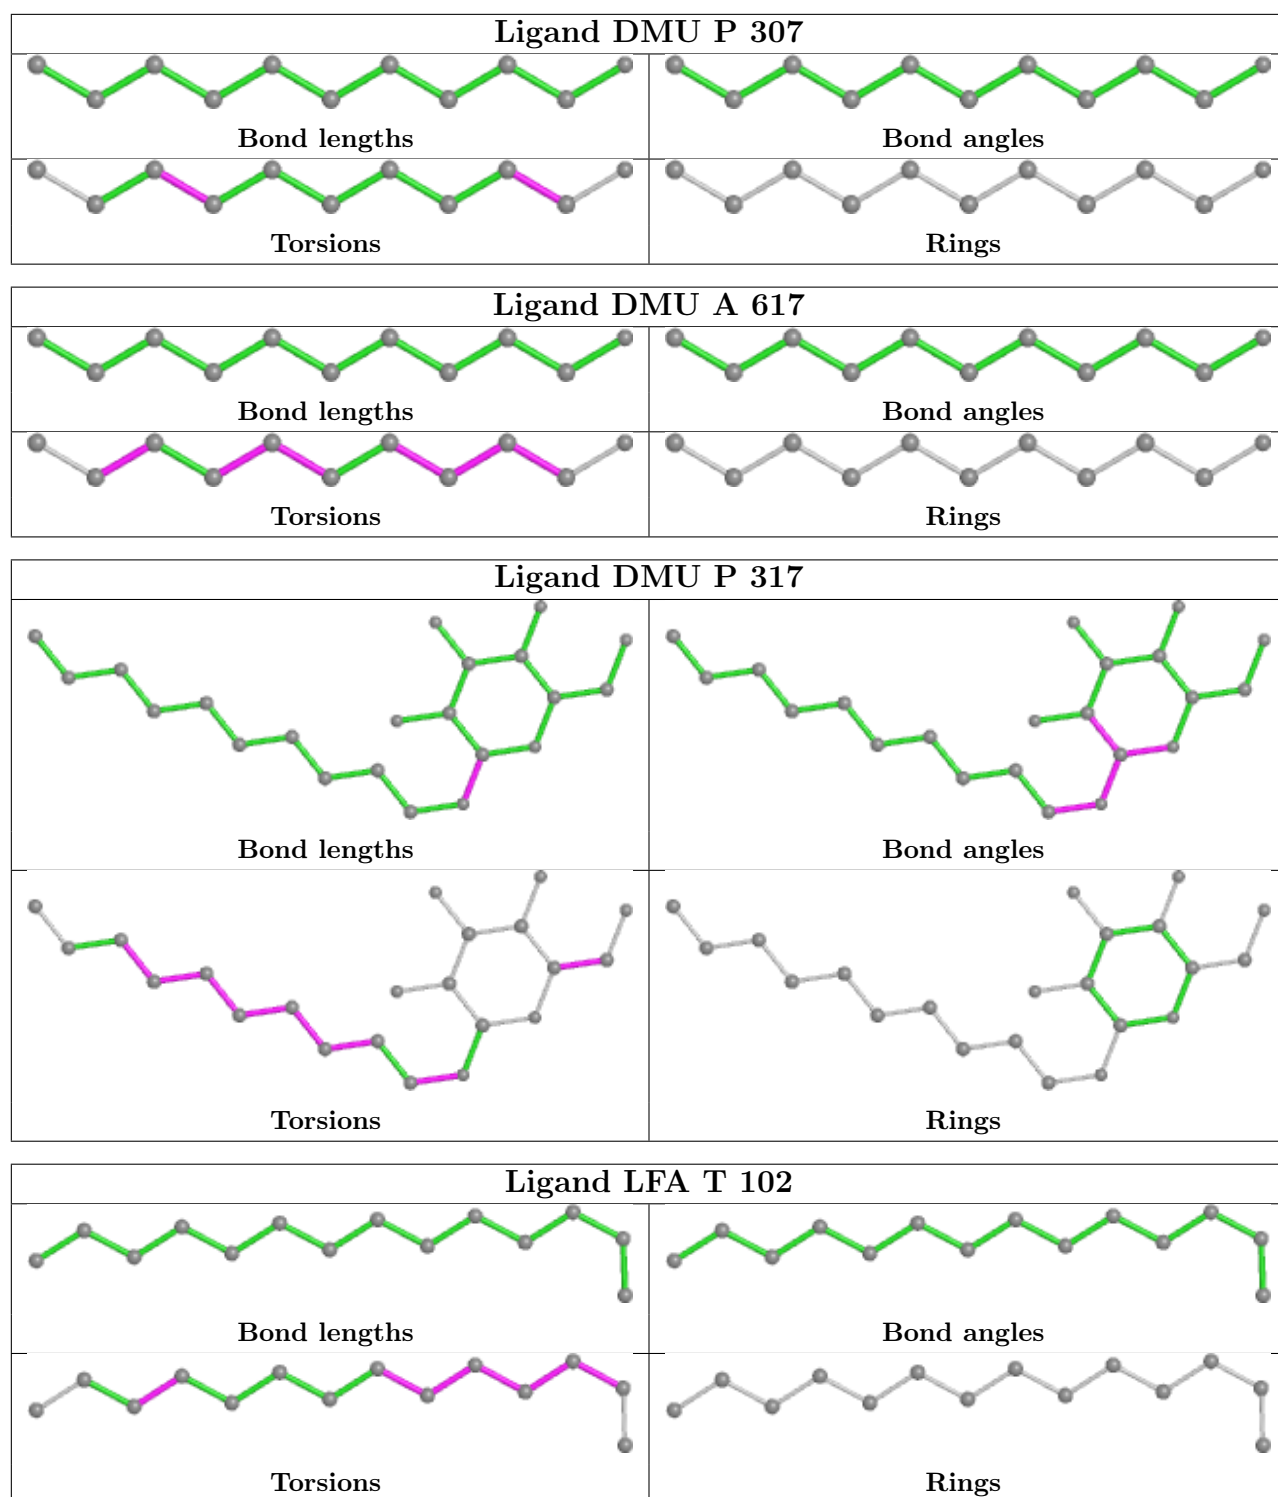 Ligand DMU P 307
Bond lengths Bond angles
Torsions Rings
Ligand DMU A 617
Bond lengths Bond angles
Torsions Rings
Ligand DMU P 317
Bond lengths Bond angles
Torsions Rings
Ligand LFA T 102
Bond lengths Bond angles
Torsions Rings